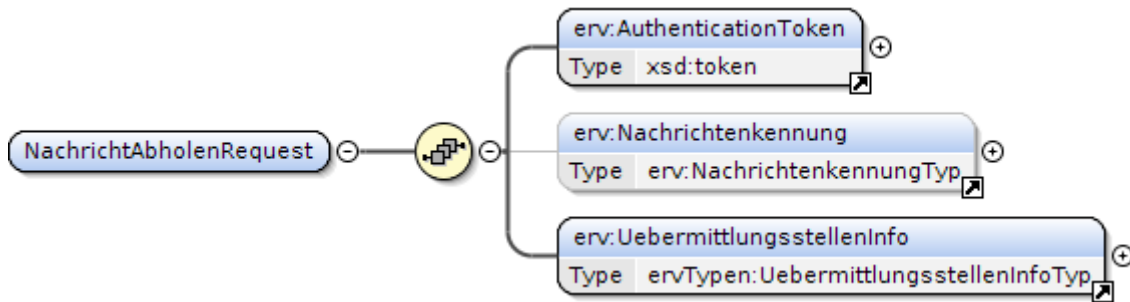 erv:AuthenticationToken
Type xsd:token
NachrichtAbholenRequest
erv:Nachrichtenkennung
Type erv:NachrichtenkennungTyp
erv:UebermittlungsstellenInfo
Type ervTypen:UebermittlungsstellenInfoTyp